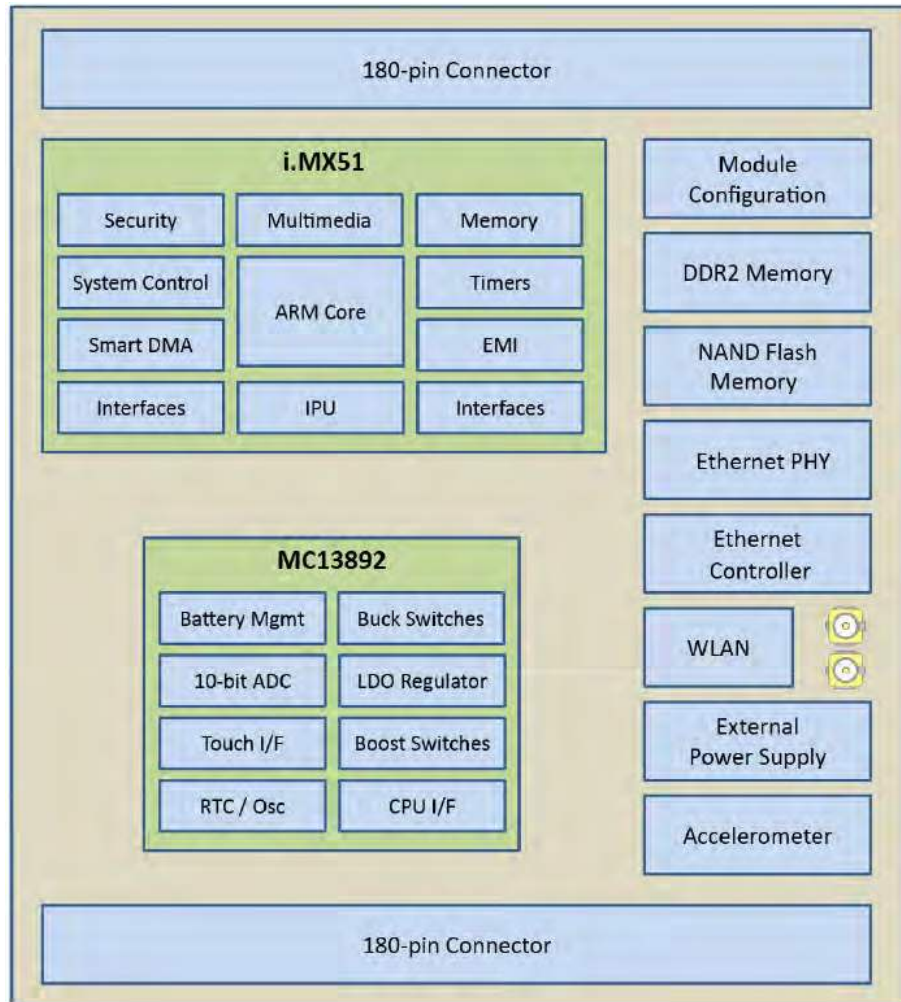 180-pin Connector
i.MX51
Security
Multimedia
Memory
System Control
ARM Core
Timers
Smart DMA
EMI
Interfaces
IPU
Interfaces
Module
Configuration
DDR2 Memory
NAND Flash
Memory
Ethernet PHY
Ethernet
Controller
WLAN
External
Power Supply
Accelerometer
MC13892
Battery Mgmt
Buck Switches
10-bit ADC
LDO Regulator
Touch I/F
Boost Switches
RTC / Osc
CPU I/F
180-pin Connector